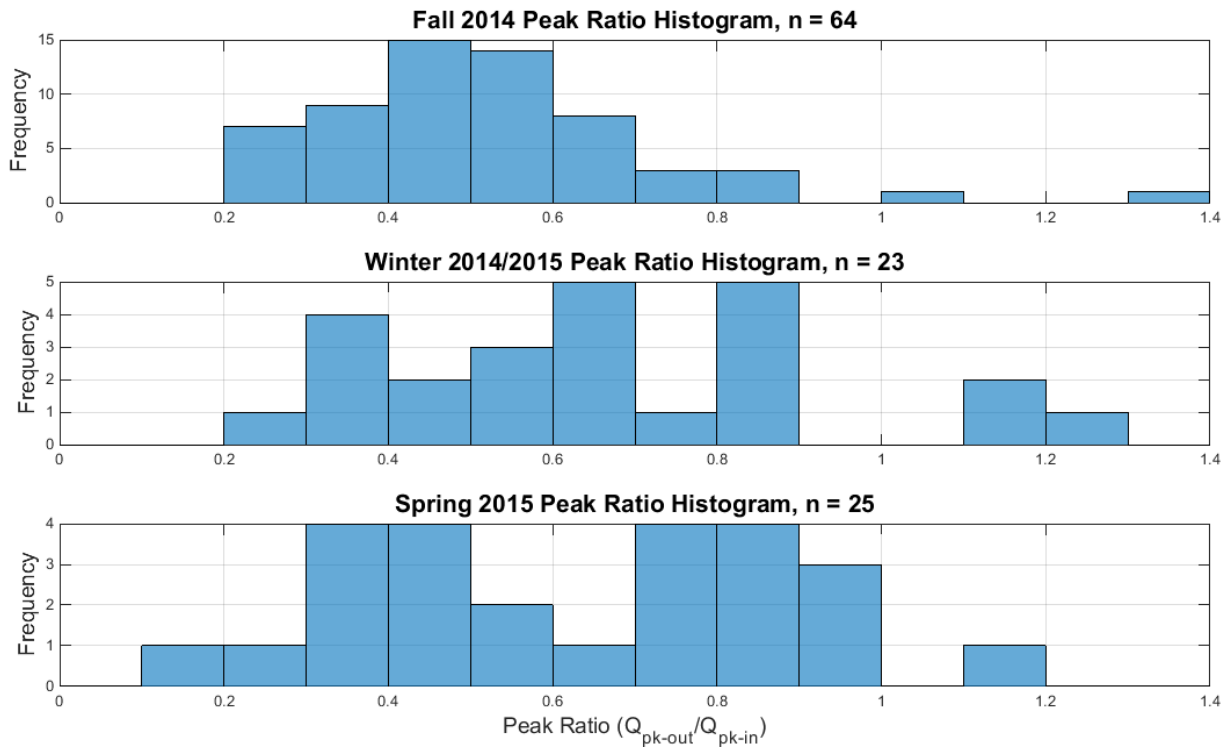 Fall 2014 Peak Ratio Histogram, n = 64
Frequency
15
10
5
0
0 0.2 0.4 0.6 0.8 1 1.2 1.4
Winter 2014/2015 Peak Ratio Histogram, n = 23
Frequency
5
4
3
2
1
0
0 0.2 0.4 0.6 0.8 1 1.2 1.4
Spring 2015 Peak Ratio Histogram, n = 25
Frequency
4
3
2
1
0
0 0.2 0.4 0.6 0.8 1 1.2 1.4
Peak Ratio (Qpk-out/Qpk-in)